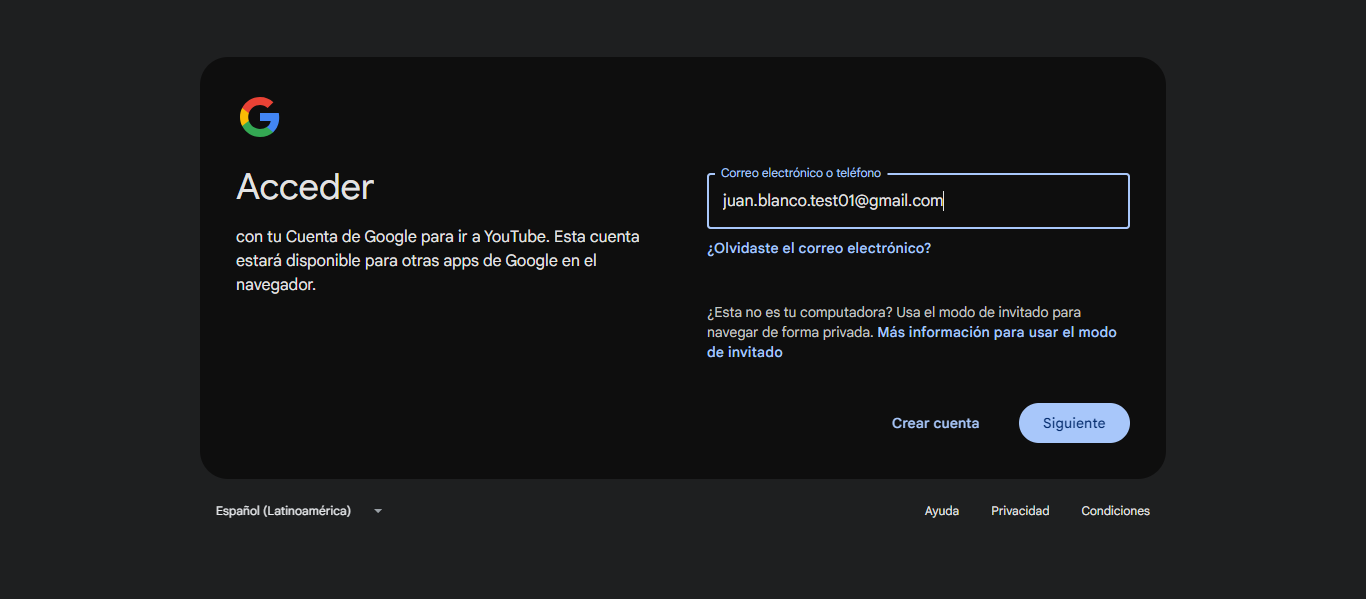 Acceder
con tu Cuenta de Google para ir a YouTube. Esta cuenta
estará disponible para otras apps de Google en el
navegador.
Correo electrónico o teléfono
juan.blanco.test01@gmail.com
¿Olvidaste el correo electrónico?
¿Esta no es tu computadora? Usa el modo de invitado para
navegar de forma privada. Más información para usar el modo
de invitado
Crear cuenta
Siguiente
Español (Latinoamérica)
Ayuda
Privacidad
Condiciones